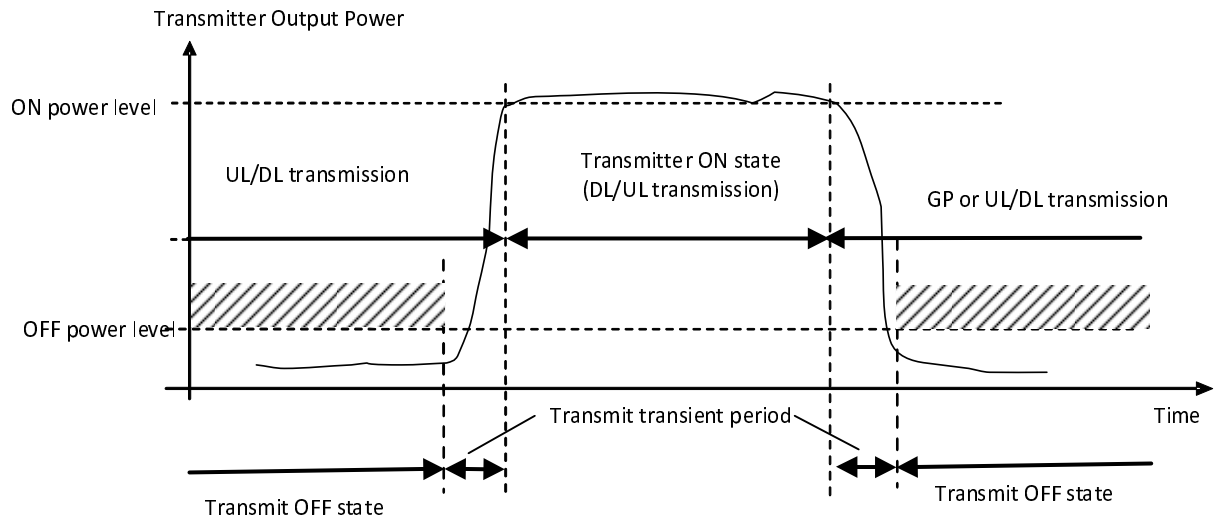 Transmitter Output Power
ON power level
UL/DL transmission
Transmitter ON state
(DL/UL transmission)
GP or UL/DL transmission
OFF power level
Transmit transient period
Time
Transmit OFF state
Transmit OFF state